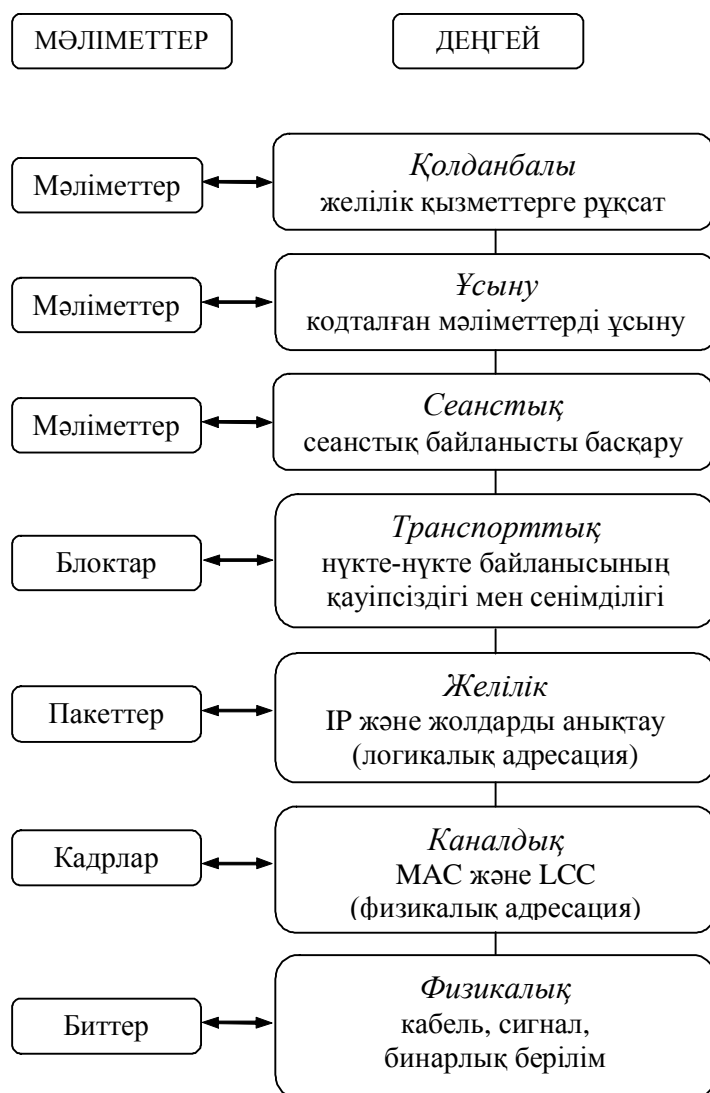 МӘЛІМЕТТЕР
ДЕҢГЕЙ
Мәліметтер
Қолданбалы
желілік қызметтерге рұқсат
Мәліметтер
Ұсыну
кодталған мәліметтерді ұсыну
Мәліметтер
Сеанстық
сеанстық байланысты басқару
Блоктар
Транспорттық
нүкте-нүкте байланысының
қауіпсіздігі мен сенімділігі
Пакеттер
Желілік
IP және жолдарды анықтау
(логикалық адресация)
Кадрлар
Каналдық
MAC және LCC
(физикалық адресация)
Биттер
Физикалық
кабель, сигнал,
бинарлық берілім